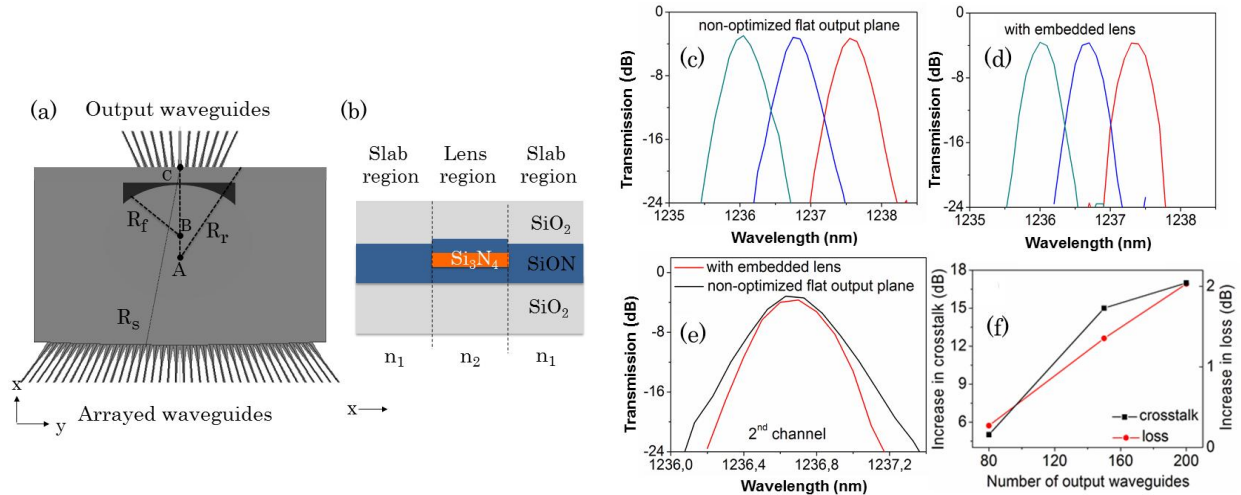 (a)
Output waveguides
C
R_f
B
R_r
A
R_s
x
y
Arrayed waveguides
(b)
Slab region
Lens region
Slab region
SiO₂
Si₃N₄
SiON
SiO₂
n₁
n₂
n₁
x
0
-8
-16
-24
Transmission (dB)
non-optimized flat output plane
(c)
1235
1236
1237
1238
Wavelength (nm)
0
-8
-16
-24
Transmission (dB)
with embedded lens
(d)
1235
1236
1237
1238
Wavelength (nm)
0
-8
-16
-24
Transmission (dB)
with embedded lens
non-optimized flat output plane
(e)
2nd channel
1236,0
1236,4
1236,8
1237,2
Wavelength (nm)
18
15
12
9
6
Increase in crosstalk (dB)
(f)
crosstalk
loss
2
1
0
Increase in loss (dB)
80
120
160
200
Number of output waveguides